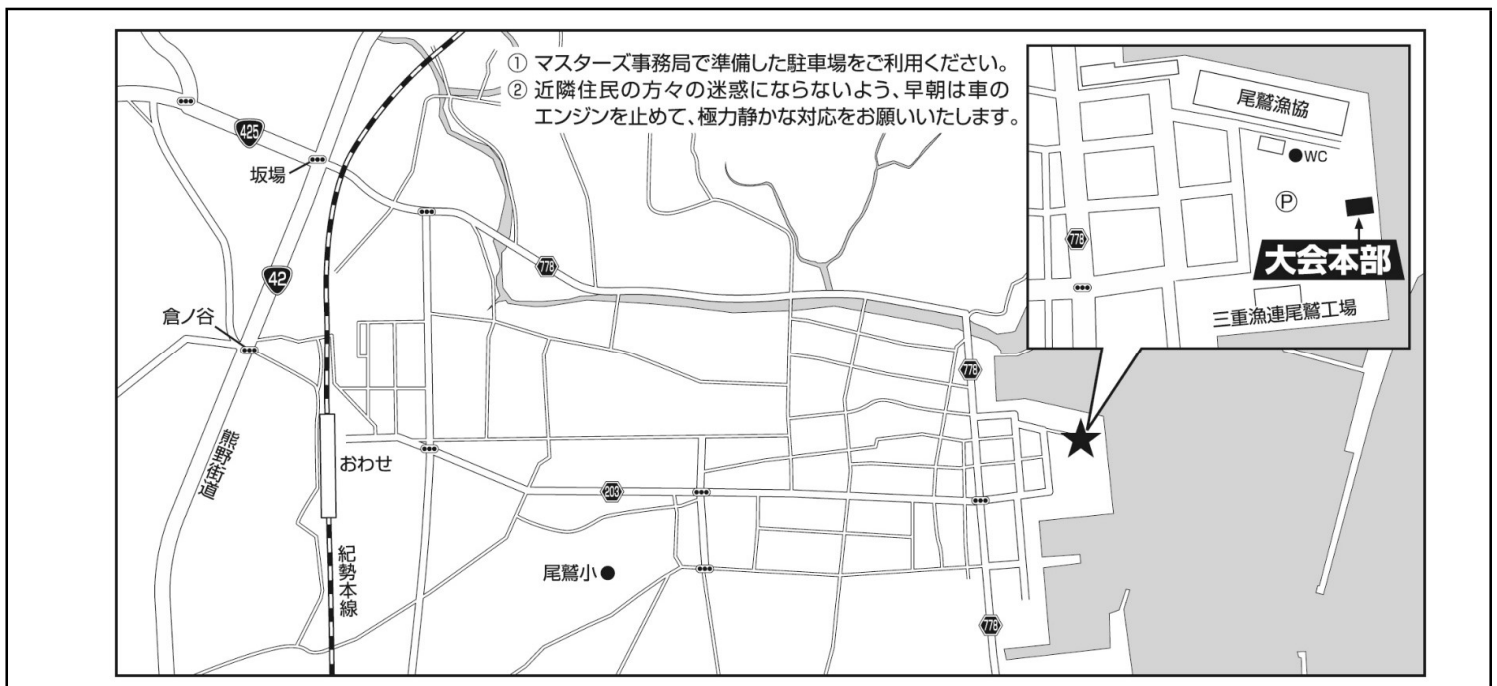 ① マスターズ事務局で準備した駐車場をご利用ください。
② 近隣住民の方々の迷惑にならないよう、早朝は車の
エンジンを止めて、極力静かな対応をお願いいたします。
尾鷲漁協
WC
P
大会本部
778
三重漁連尾鷲工場
425
坂場
42
778
倉ノ谷
778
熊野街道
おわせ
203
紀勢本線
尾鷲小
778